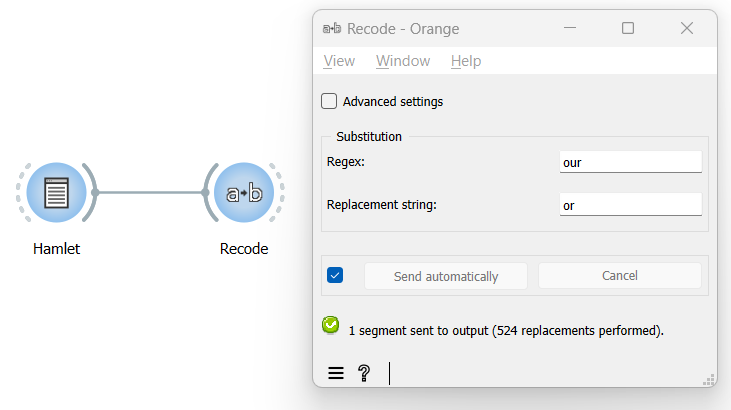 Recode - Orange
View Window Help
Advanced settings
Substitution
Regex: our
Replacement string: or
Send automatically Cancel
1 segment sent to output (524 replacements performed).
Hamlet
a b
Recode